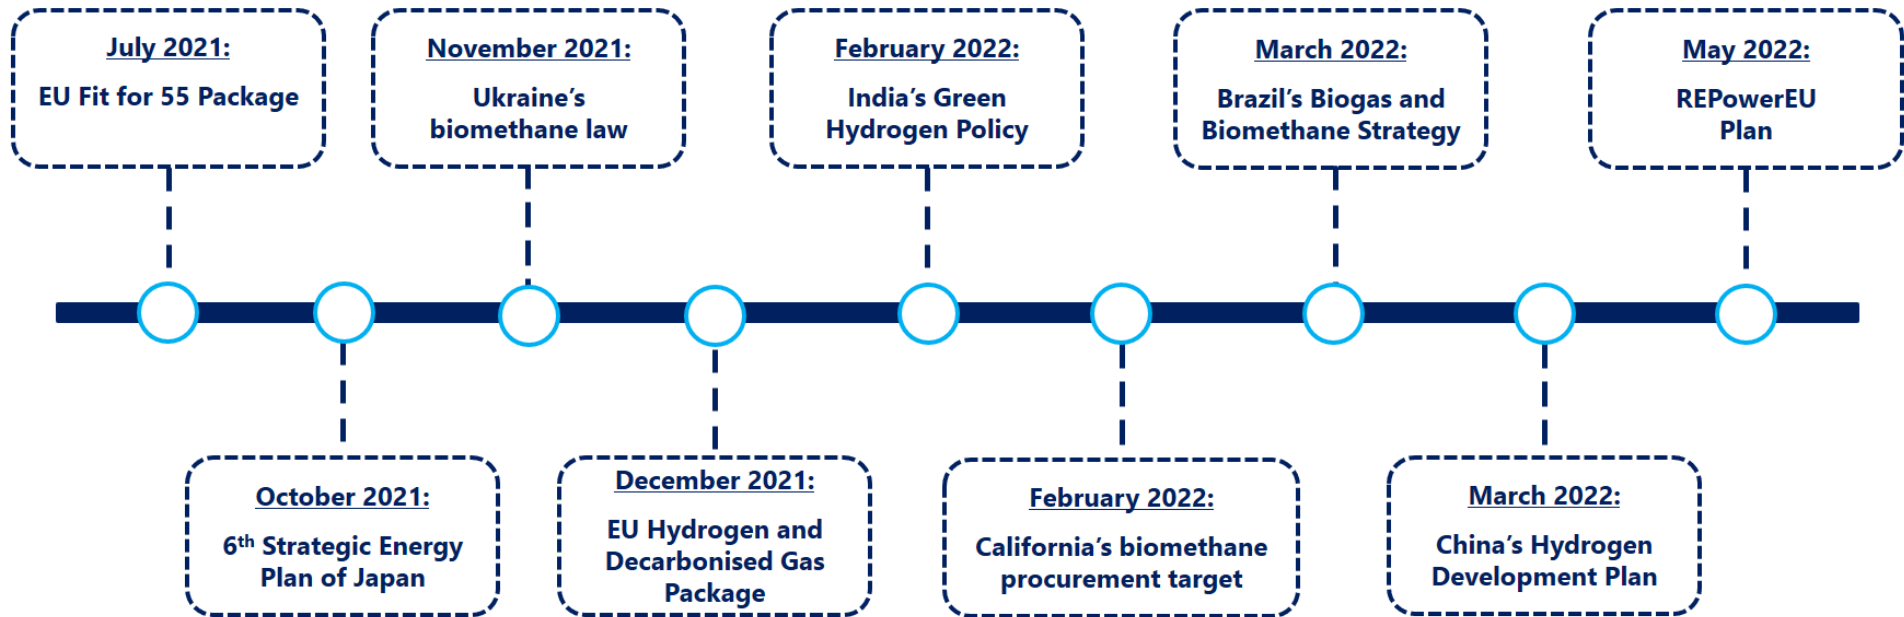 July 2021:
EU Fit for 55 Package
November 2021:
Ukraine’s
biomethane law
February 2022:
India’s Green
Hydrogen Policy
March 2022:
Brazil’s Biogas and
Biomethane Strategy
May 2022:
REPowerEU
Plan
October 2021:
6th Strategic Energy
Plan of Japan
December 2021:
EU Hydrogen and
Decarbonised Gas
Package
February 2022:
California’s biomethane
procurement target
March 2022:
China’s Hydrogen
Development Plan